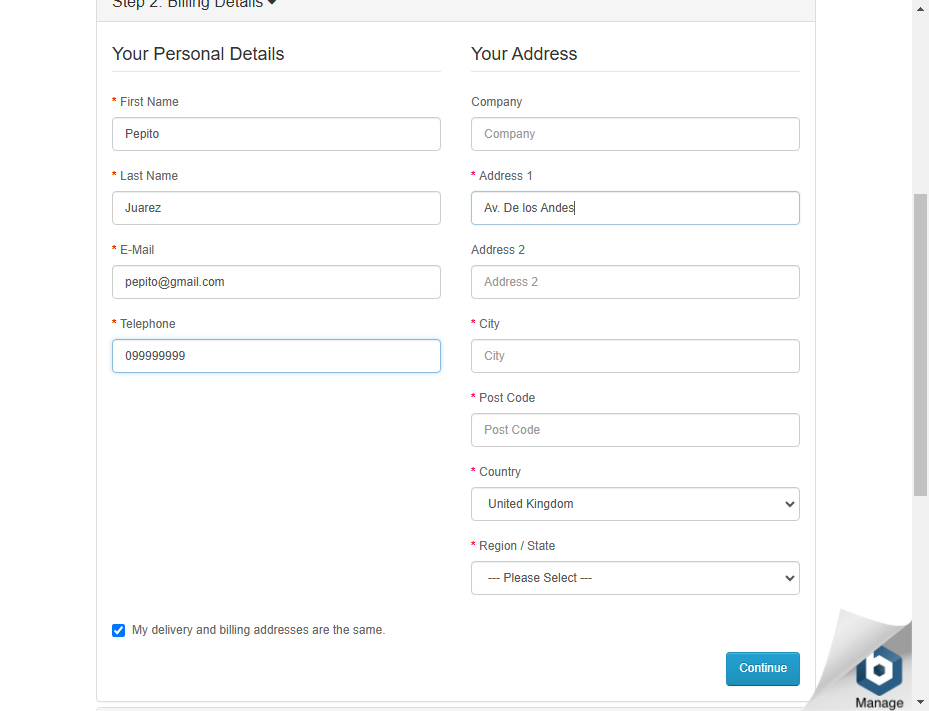 Step 2: Billing Details
Your Personal Details
* First Name
Pepito
* Last Name
Juarez
* E-Mail
pepito@gmail.com
* Telephone
099999999
Your Address
Company
Company
* Address 1
Av. De los Andes
Address 2
Address 2
* City
City
* Post Code
Post Code
* Country
United Kingdom
* Region / State
--- Please Select ---
My delivery and billing addresses are the same.
Continue
Manage